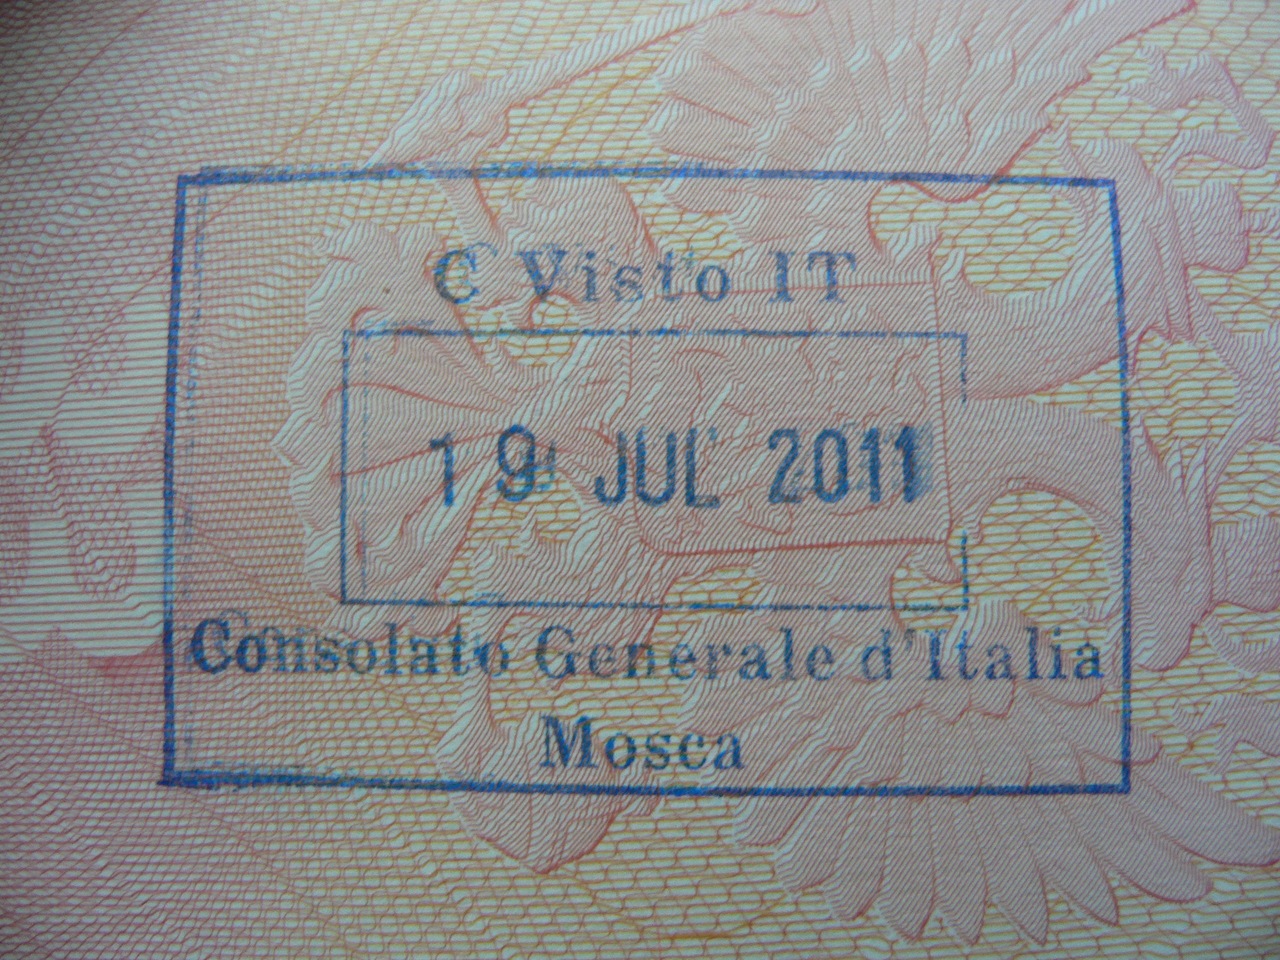 C Visto IT
19 JUL 2011
Consolato Generale d'Italia
Mosca